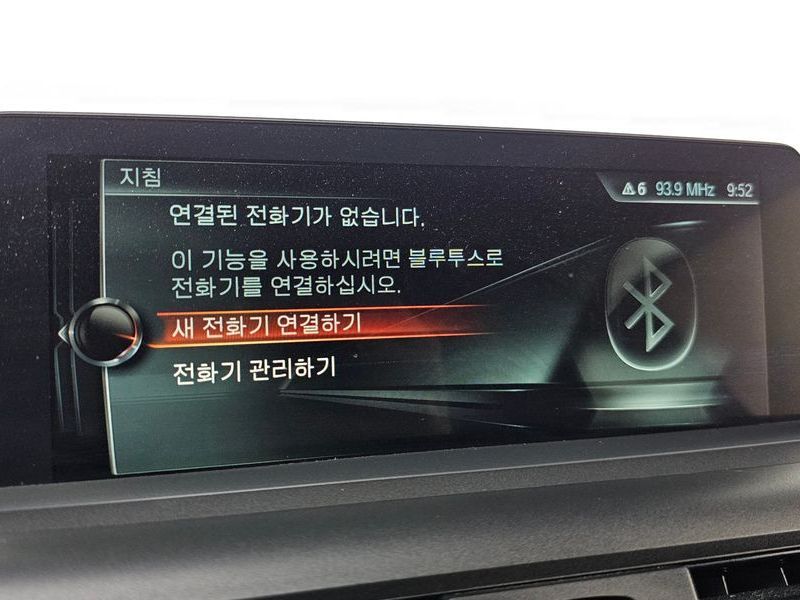 지침
⚠6 93.9 MHz 9:52
연결된 전화기가 없습니다.
이 기능을 사용하시려면 블루투스로
전화기를 연결하십시오.
새 전화기 연결하기
전화기 관리하기